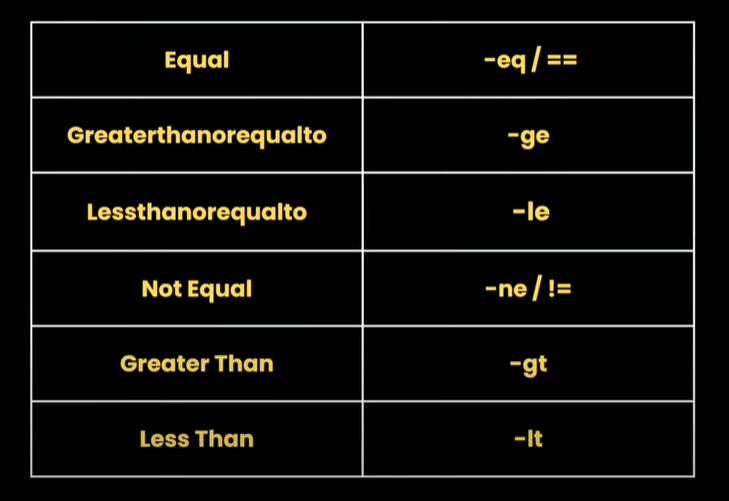 Equal -eq / ==
Greaterthanorequalto -ge
Lessthanorequalto -le
Not Equal -ne / !=
Greater Than -gt
Less Than -lt